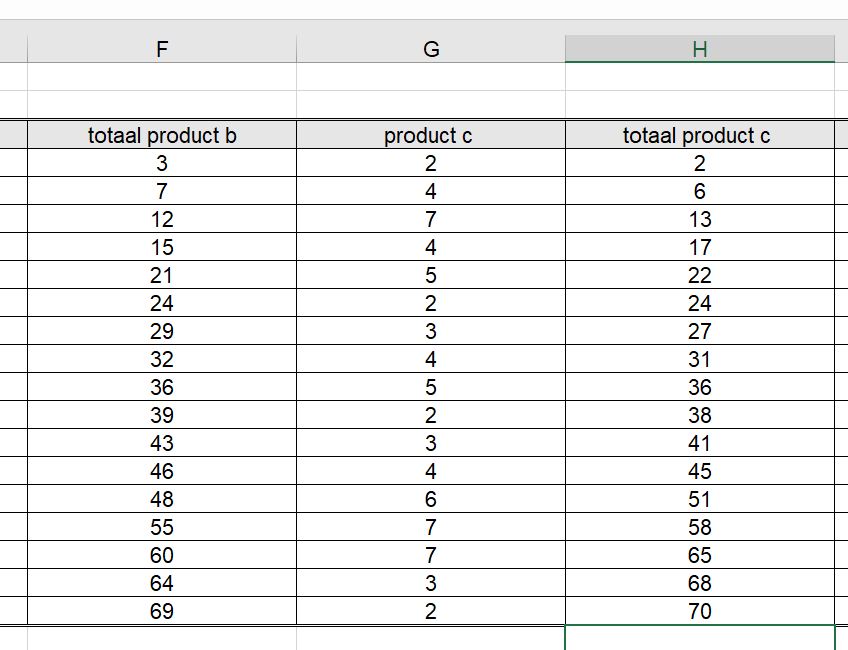 F G H
totaal product b product c totaal product c
3 2 2
7 4 6
12 7 13
15 4 17
21 5 22
24 2 24
29 3 27
32 4 31
36 5 36
39 2 38
43 3 41
46 4 45
48 6 51
55 7 58
60 7 65
64 3 68
69 2 70